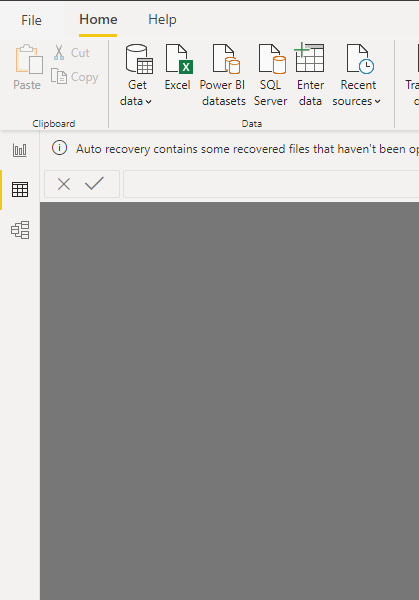 File Home Help
Paste
Cut
Copy
Clipboard
Get data
Excel
Power BI datasets
SQL Server
Enter data
Recent sources
Data
Auto recovery contains some recovered files that haven't been